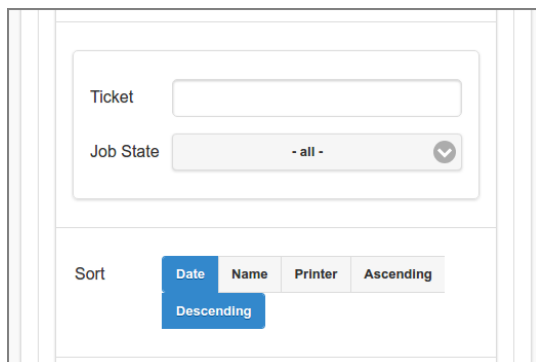 Ticket
Job State - all -
Sort Date Name Printer Ascending
Descending